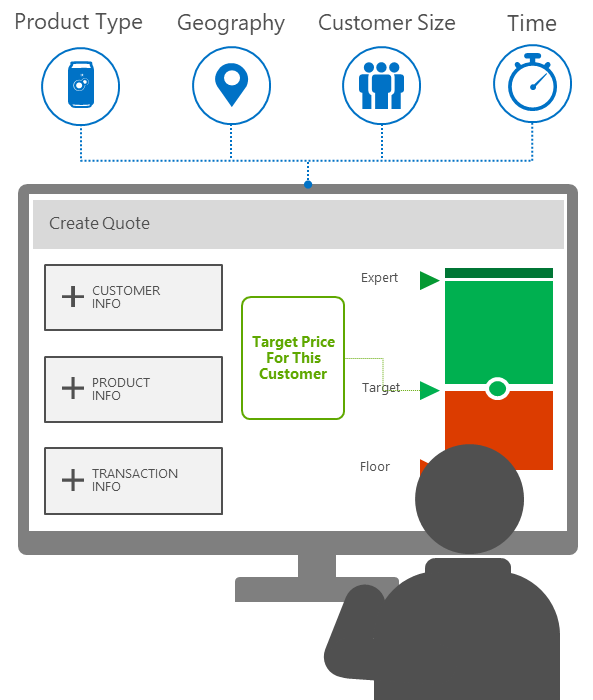 Product Type
Geography
Customer Size
Time
Create Quote
CUSTOMER
INFO
PRODUCT
INFO
TRANSACTION
INFO
Target Price
For This
Customer
Expert
Target
Floor